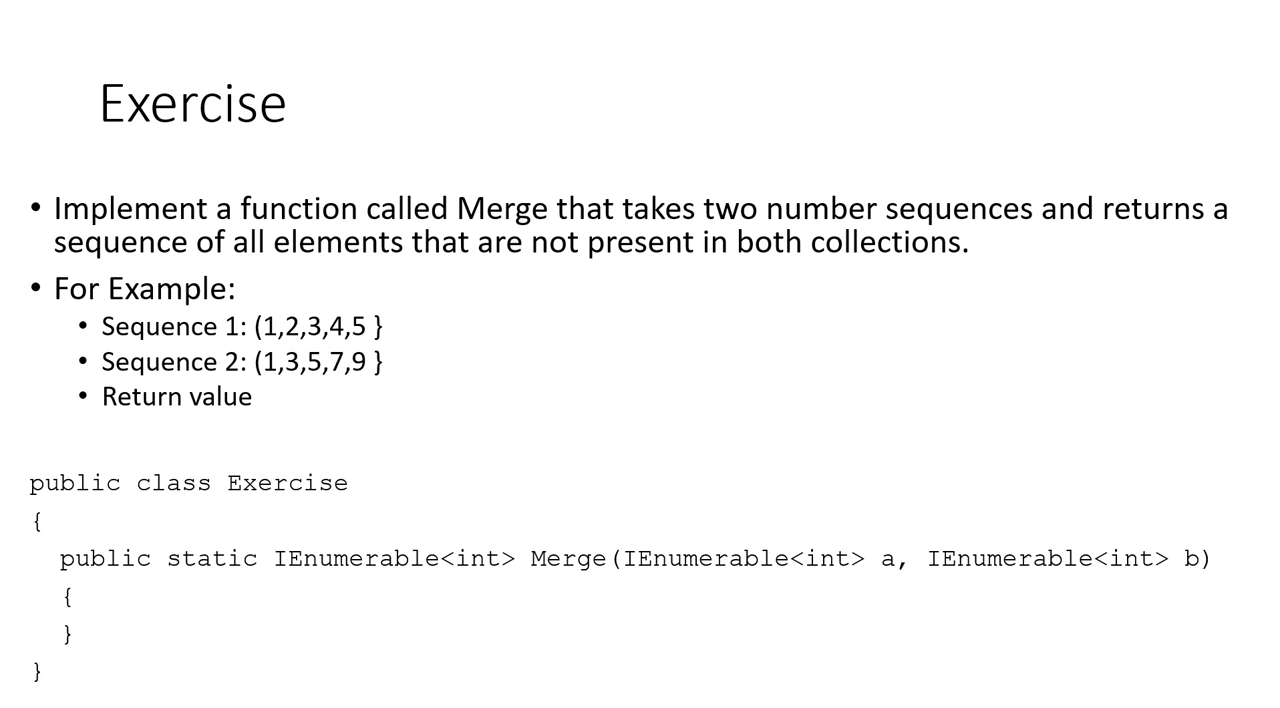 Exercise
• Implement a function called Merge that takes two number sequences and returns a
sequence of all elements that are not present in both collections.
• For Example:
• Sequence 1: (1,2,3,4,5 }
• Sequence 2: (1,3,5,7,9 }
• Return value
public class Exercise
{
public static IEnumerable<int> Merge(IEnumerable<int> a, IEnumerable<int> b)
{
}
}